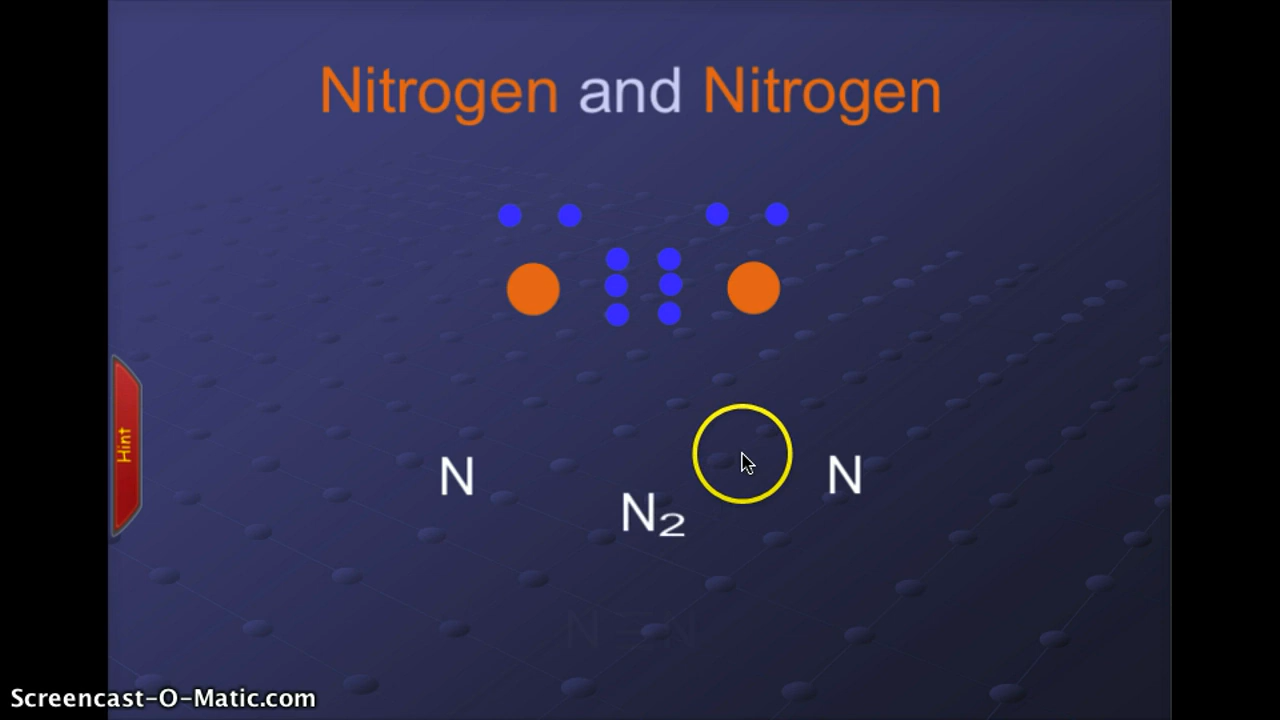 Nitrogen and Nitrogen
Hint
N
N
N₂
Screencast-O-Matic.com